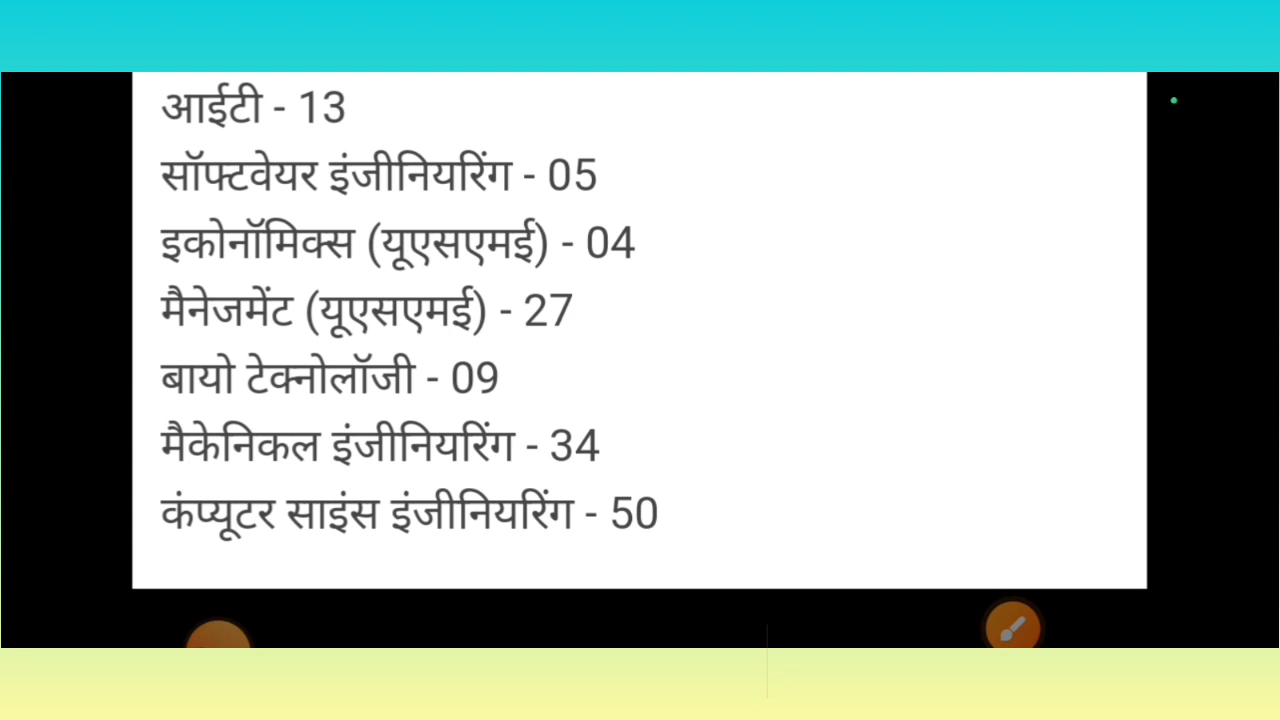 आईटी - 13
सॉफ्टवेयर इंजीनियरिंग - 05
इकोनॉमिक्स (यूएसएमई) - 04
मैनेजमेंट (यूएसएमई) - 27
बायो टेक्नोलॉजी - 09
मैकेनिकल इंजीनियरिंग - 34
कंप्यूटर साइंस इंजीनियरिंग - 50